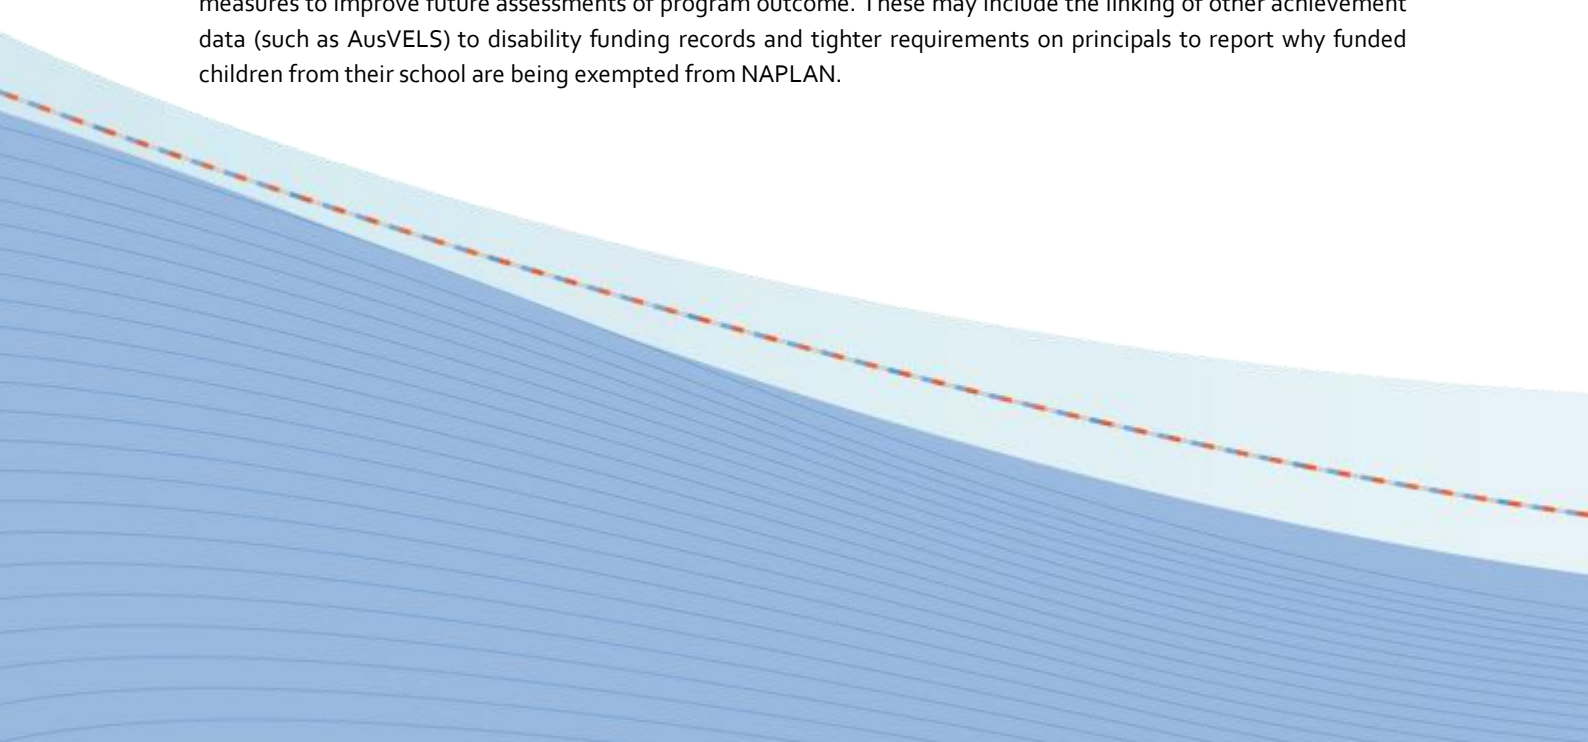 measures to improve future assessments of program outcome. These may include the linking of other achievement
data (such as AusVELS) to disability funding records and tighter requirements on principals to report why funded
children from their school are being exempted from NAPLAN.